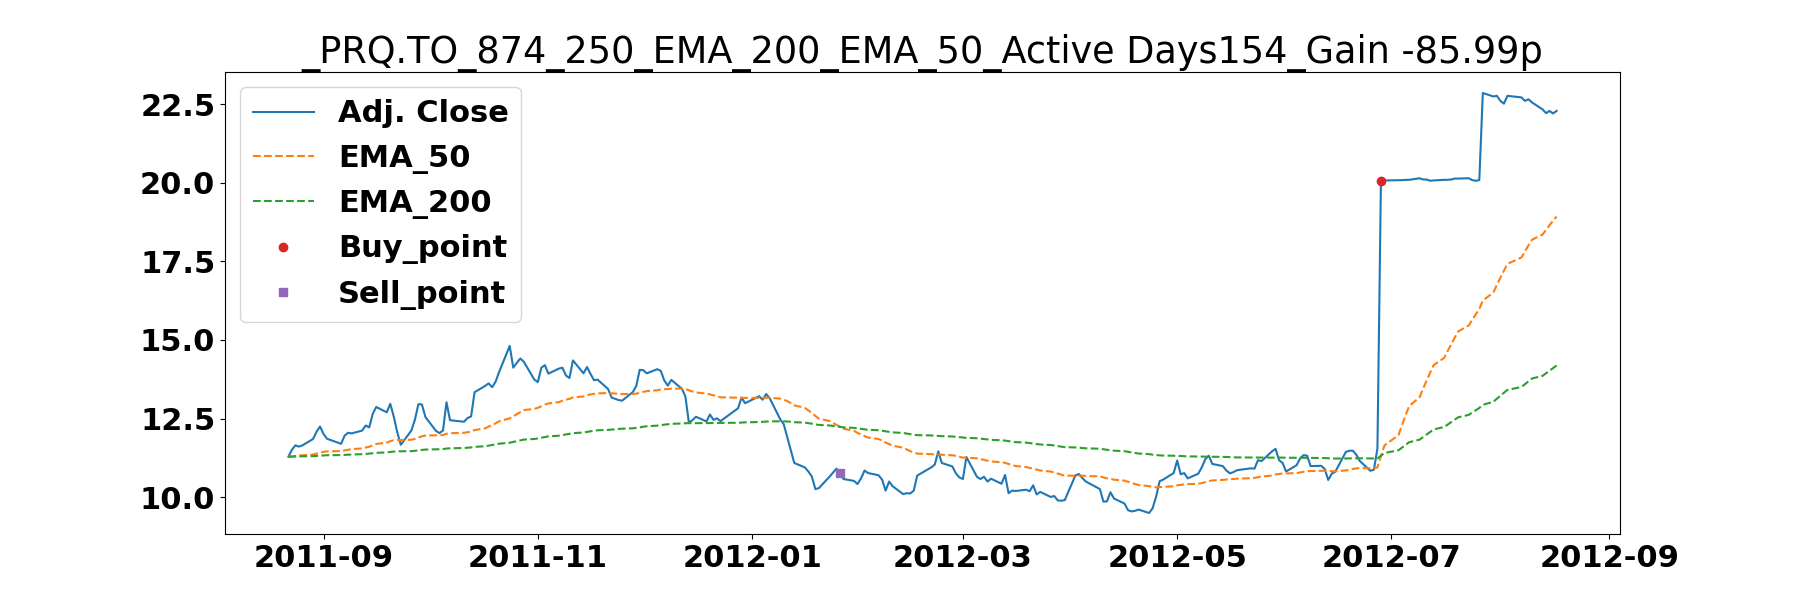 _PRQ.TO_874_250_EMA_200_EMA_50_Active Days154_Gain -85.99p
22.5
20.0
17.5
15.0
12.5
10.0
Adj. Close
EMA_50
EMA_200
Buy_point
Sell_point
2011-09 2011-11 2012-01 2012-03 2012-05 2012-07 2012-09